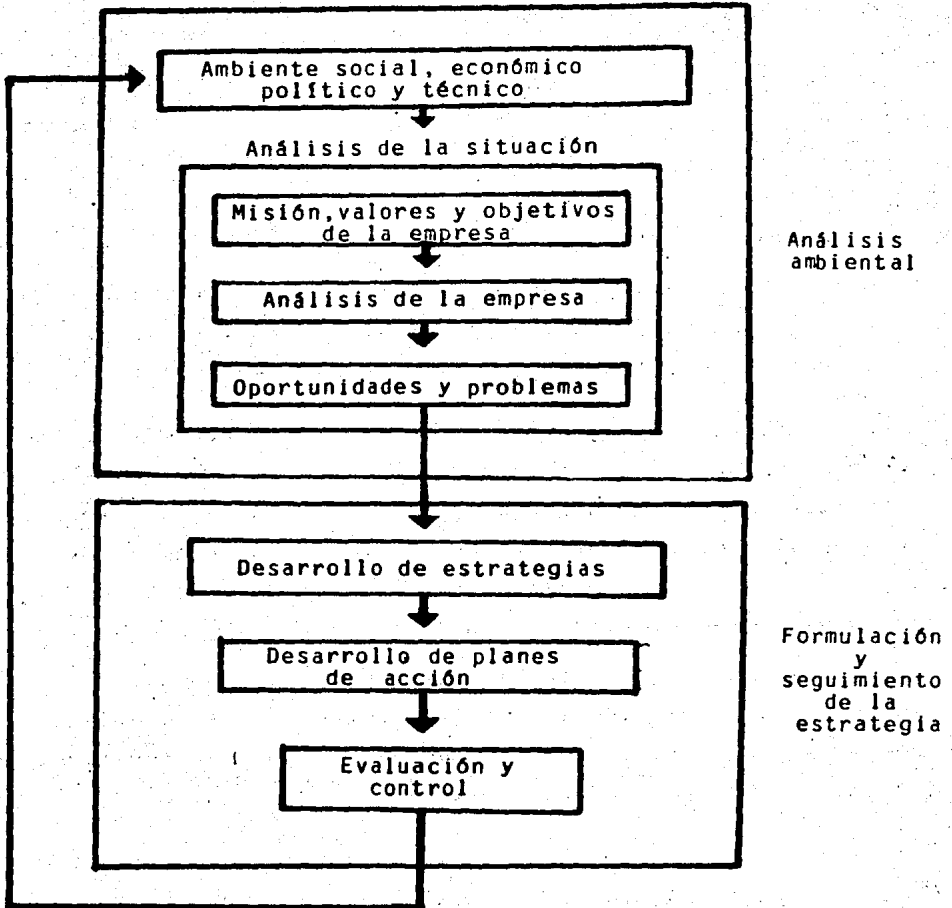 Ambiente social, económico
político y técnico
Análisis de la situación
Misión,valores y objetivos
de la empresa
Análisis de la empresa
Oportunidades y problemas
Análisis
ambiental
Desarrollo de estrategias
Desarrollo de planes
de acción
Evaluación y
control
Formulación
y
seguimiento
de la
estrategia